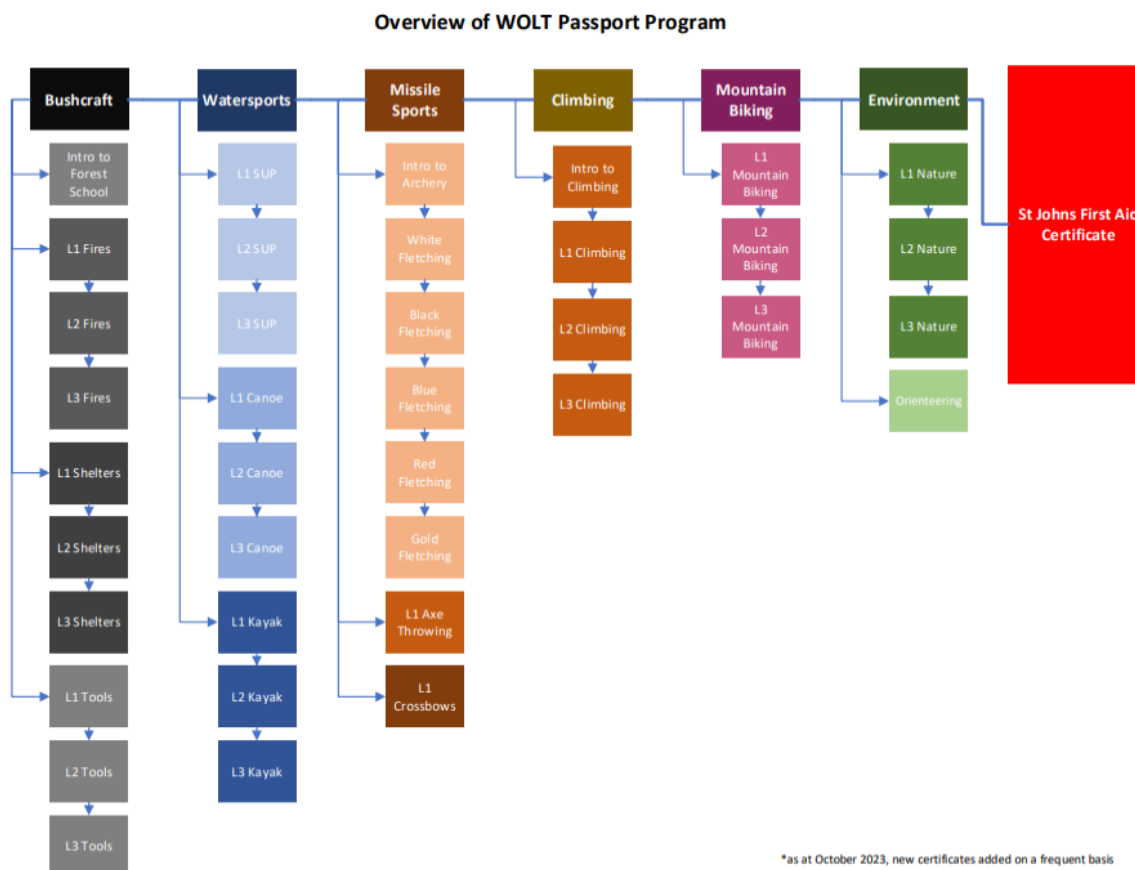 Overview of WOLT Passport Program
Bushcraft
Intro to
Forest
School
L1 Fires
L2 Fires
L3 Fires
L1 Shelters
L2 Shelters
L3 Shelters
L1 Tools
L2 Tools
L3 Tools
Watersports
L1 SUP
L2 SUP
L3 SUP
L1 Canoe
L2 Canoe
L3 Canoe
L1 Kayak
L2 Kayak
L3 Kayak
Missile
Sports
Intro to
Archery
White
Fletching
Black
Fletching
Blue
Fletching
Red
Fletching
Gold
Fletching
L1 Axe
Throwing
L1
Crossbows
Climbing
Intro to
Climbing
L1 Climbing
L2 Climbing
L3 Climbing
Mountain
Biking
L1
Mountain
Biking
L2
Mountain
Biking
L3
Mountain
Biking
Environment
L1 Nature
L2 Nature
L3 Nature
Orienteering
St Johns First Aid
Certificate
*as at October 2023, new certificates added on a frequent basis